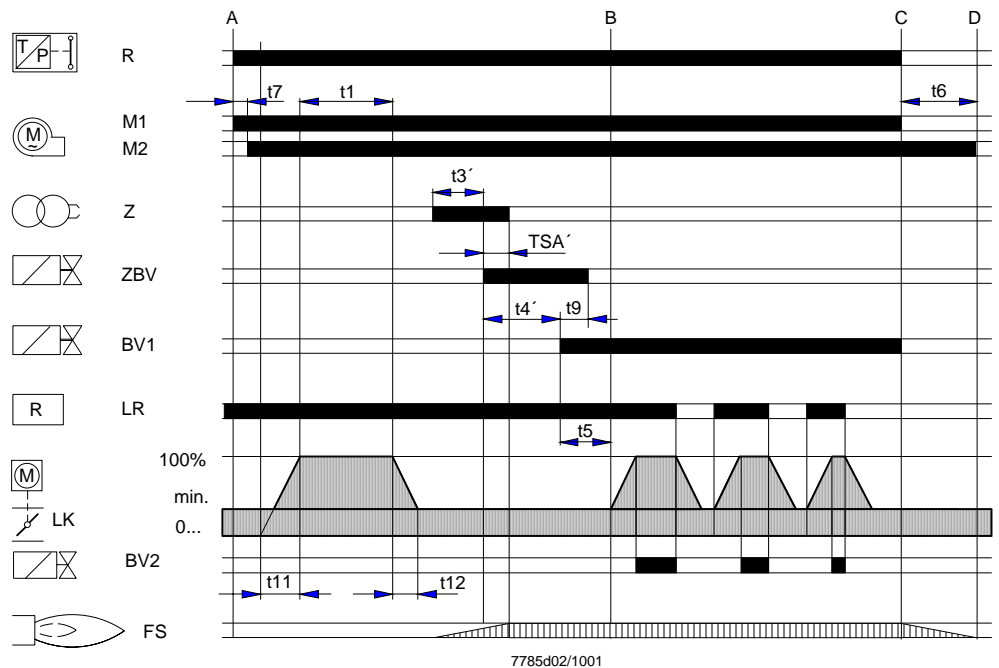 A B C D
T P R
t7 t1 t6
M1
M ~
M2
t3´
Z
TSA´
ZBV
t4´ t9
BV1
R LR
t5
100%
M
min.
LK
0...
BV2
t11 t12
FS
7785d02/1001